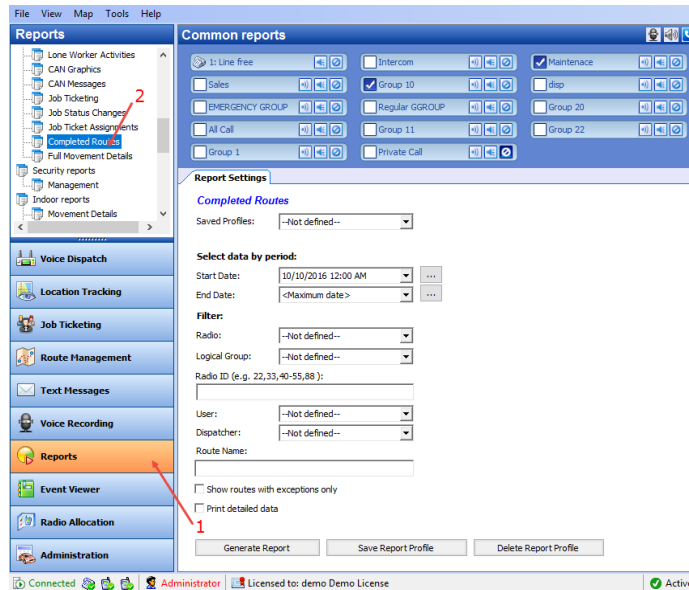 File View Map Tools Help
Reports
Common reports
Lone Worker Activities
CAN Graphics
CAN Messages
Job Ticketing
2
Job Status Changes
Job Ticket Assignments
Completed Routes
Full Movement Details
Security reports
Management
Indoor reports
Movement Details
1: Line free
Intercom
Maintenace
Sales
Group 10
disp
EMERGENCY GROUP
Regular GGROUP
Group 20
All Call
Group 11
Group 22
Group 1
Private Call
Report Settings
Completed Routes
Saved Profiles: --Not defined--
Select data by period:
Start Date: 10/10/2016 12:00 AM ...
End Date: <Maximum date> ...
Filter:
Radio: --Not defined--
Logical Group: --Not defined--
Radio ID (e.g. 22,33,40-55,88 ):
User: --Not defined--
Dispatcher: --Not defined--
Route Name:
Show routes with exceptions only
Print detailed data
Generate Report Save Report Profile Delete Report Profile
Voice Dispatch
Location Tracking
Job Ticketing
Route Management
Text Messages
Voice Recording
Reports
Event Viewer
1
Radio Allocation
Administration
Connected Administrator Licensed to: demo Demo License Active